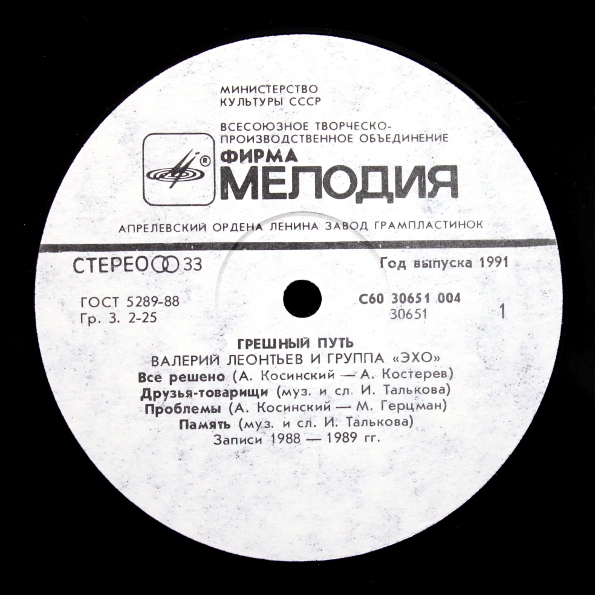 МИНИСТЕРСТВО
КУЛЬТУРЫ СССР
ВСЕСОЮЗНОЕ ТВОРЧЕСКО-
ПРОИЗВОДСТВЕННОЕ ОБЪЕДИНЕНИЕ
®
ФИРМА
МЕЛОДИЯ
АПРЕЛЕВСКИЙ ОРДЕНА ЛЕНИНА ЗАВОД ГРАМПЛАСТИНОК
СТЕРЕО 33
Год выпуска 1991
ГОСТ 5289-88
С60 30651 004
Гр. 3. 2-25
30651
1
ГРЕШНЫЙ ПУТЬ
ВАЛЕРИЙ ЛЕОНТЬЕВ И ГРУППА «ЭХО»
Все решено (А. Косинский — А. Костерев)
Друзья-товарищи (муз. и сл. И. Талькова)
Проблемы (А. Косинский — М. Герцман)
Память (муз. и сл. И. Талькова)
Записи 1988 — 1989 гг.